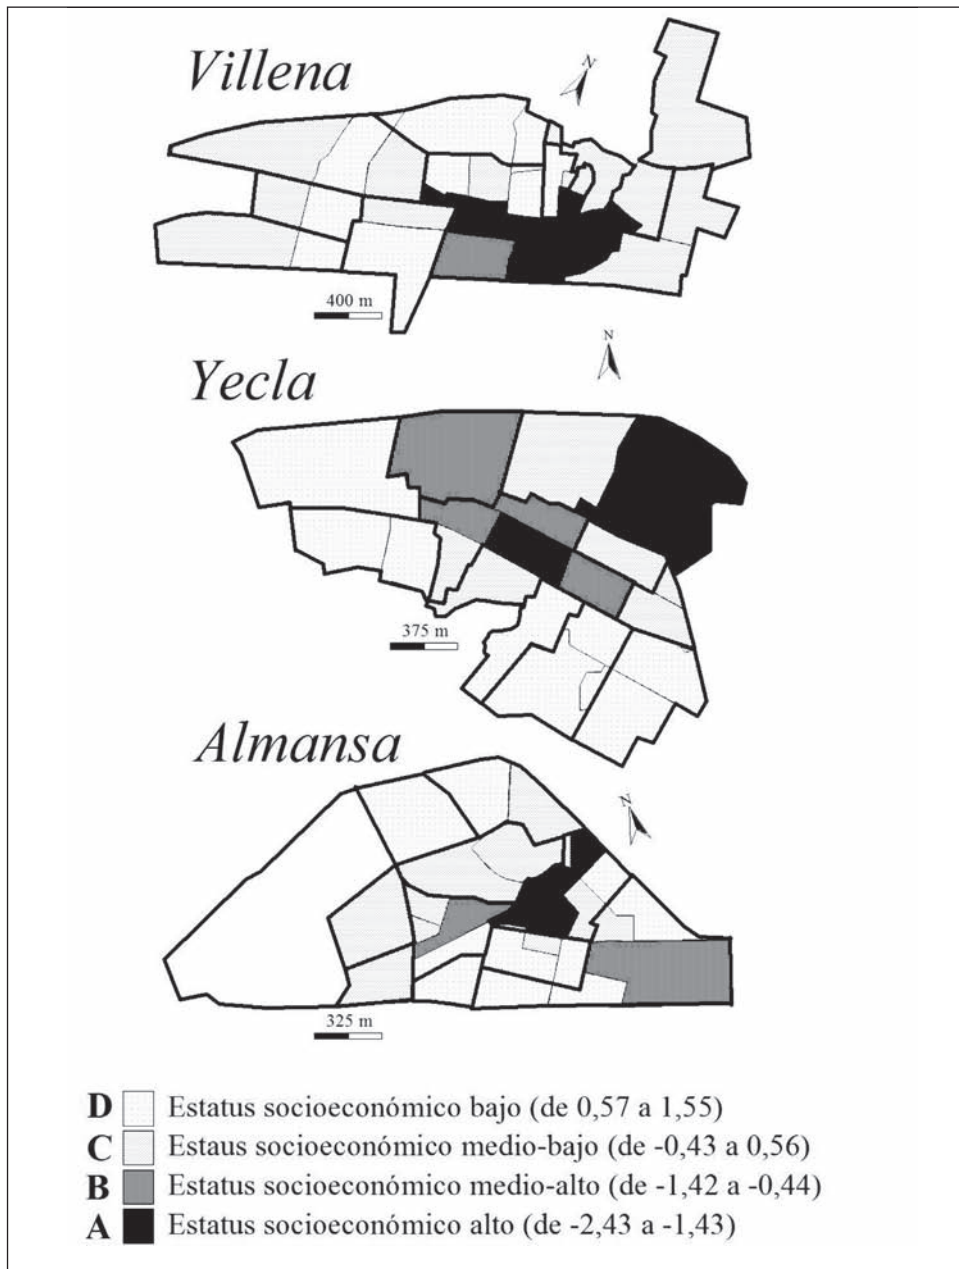 Villena
N
400 m
N
Yecla
375 m
Almansa
N
325 m
D Estatus socioeconómico bajo (de 0,57 a 1,55)
C Estaus socioeconómico medio-bajo (de -0,43 a 0,56)
B Estatus socioeconómico medio-alto (de -1,42 a -0,44)
A Estatus socioeconómico alto (de -2,43 a -1,43)